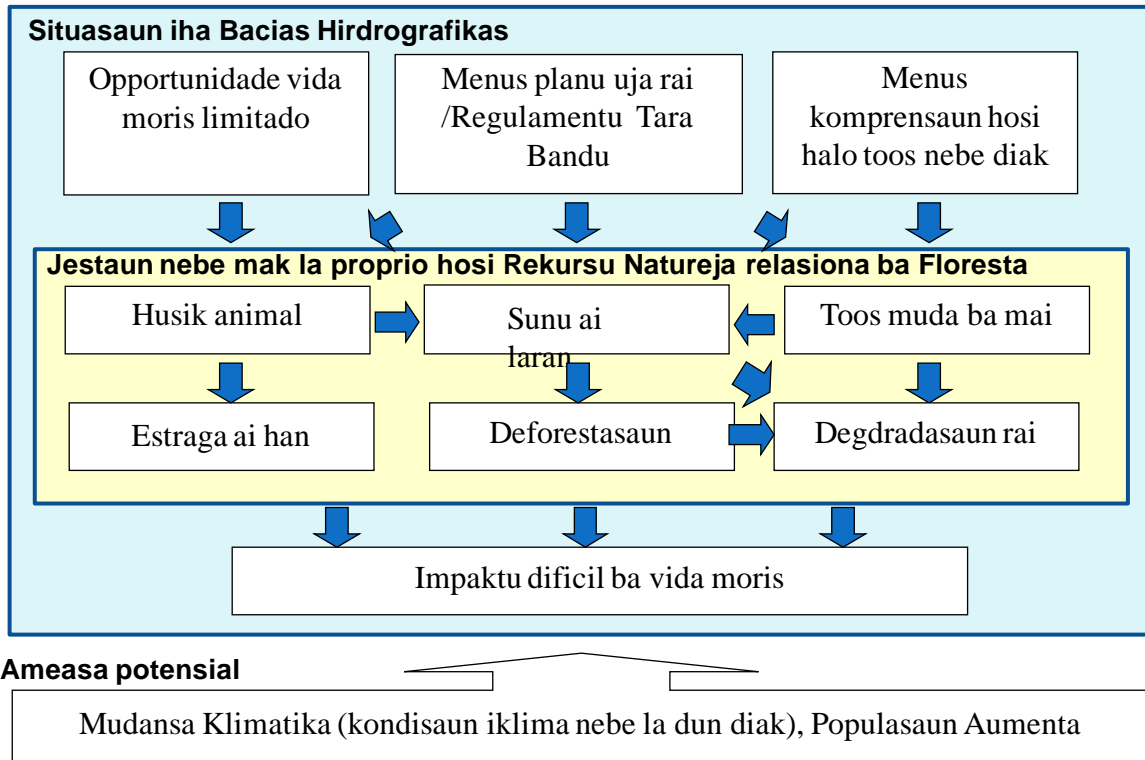 Situasaun iha Bacias Hirdrografikas
Opportunidade vida
moris limitado
Menus planu uja rai
/Regulamentu Tara
Bandu
Menus
komprensaun hosi
halo toos nebe diak
Jestaun nebe mak la proprio hosi Rekursu Natureja relasiona ba Floresta
Husik animal
Sunu ai
laran
Toos muda ba mai
Estraga ai han
Deforestasaun
Degdradasaun rai
Impaktu dificil ba vida moris
Ameasa potensial
Mudansa Klimatika (kondisaun iklima nebe la dun diak), Populasaun Aumenta